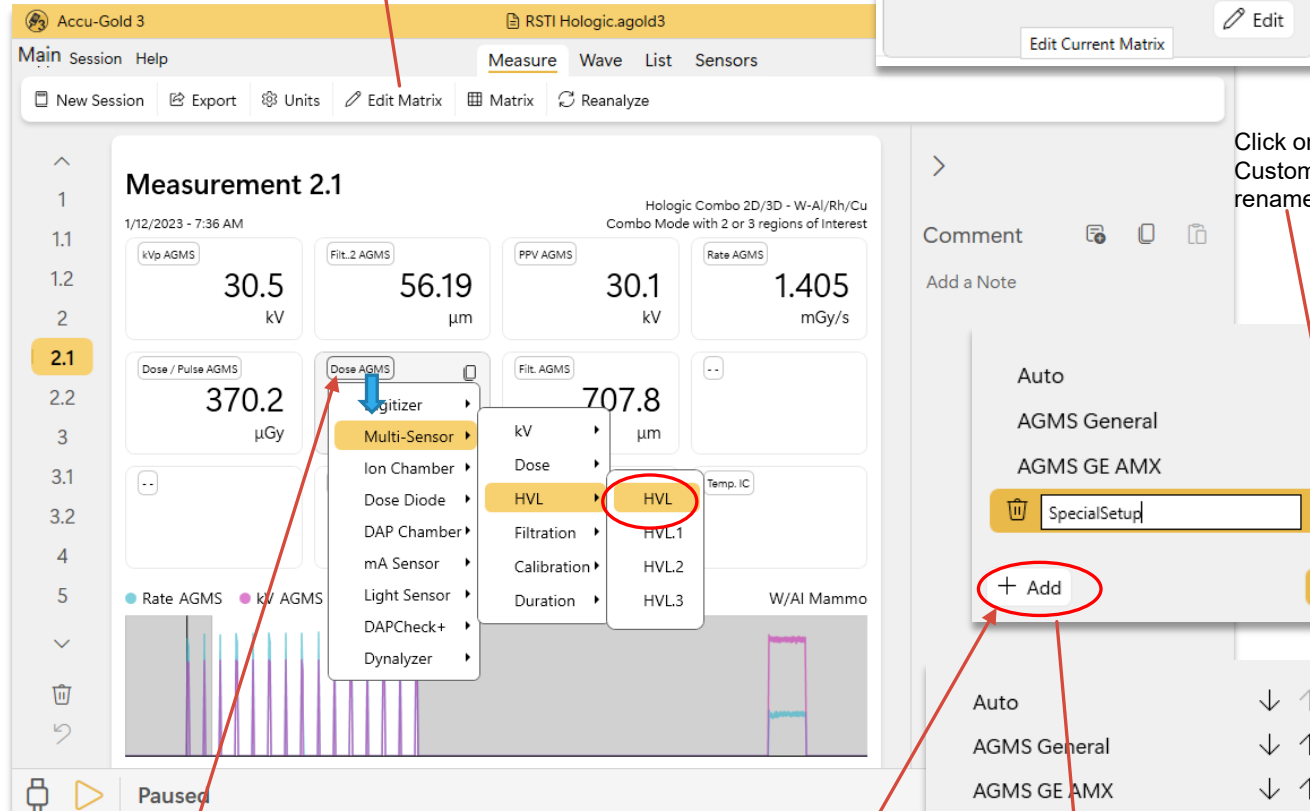 Accu-Gold 3
RSTI Hologic.agold3
Main Session Help
Measure Wave List Sensors
New Session Export Units Edit Matrix Matrix Reanalyze
Edit
Edit Current Matrix
Click
Custom
rename
1
1.1
1.2
2
2.1
2.2
3
3.1
3.2
4
5
Measurement 2.1
1/12/2023 - 7:36 AM
Hologic Combo 2D/3D - W-Al/Rh/Cu
Combo Mode with 2 or 3 regions of Interest
kVp AGMS
30.5
kV
Filt..2 AGMS
56.19
µm
PPV AGMS
30.1
kV
Rate AGMS
1.405
mGy/s
Dose / Pulse AGMS
370.2
µGy
Dose AGMS
Filt. AGMS
707.8
µm
--
--
Temp. IC
Multi-Sensor
Ion Chamber
Dose Diode
DAP Chamber
mA Sensor
Light Sensor
DAPCheck+
Dynalyzer
kV
Dose
HVL
Filtration
Calibration
Duration
HVL
HVL.1
HVL.2
HVL.3
Rate AGMS kV AGMS
W/Al Mammo
Paused
Comment
Add a Note
Auto
AGMS General
AGMS GE AMX
SpecialSetup
+ Add
Auto
AGMS General
AGMS GE AMX